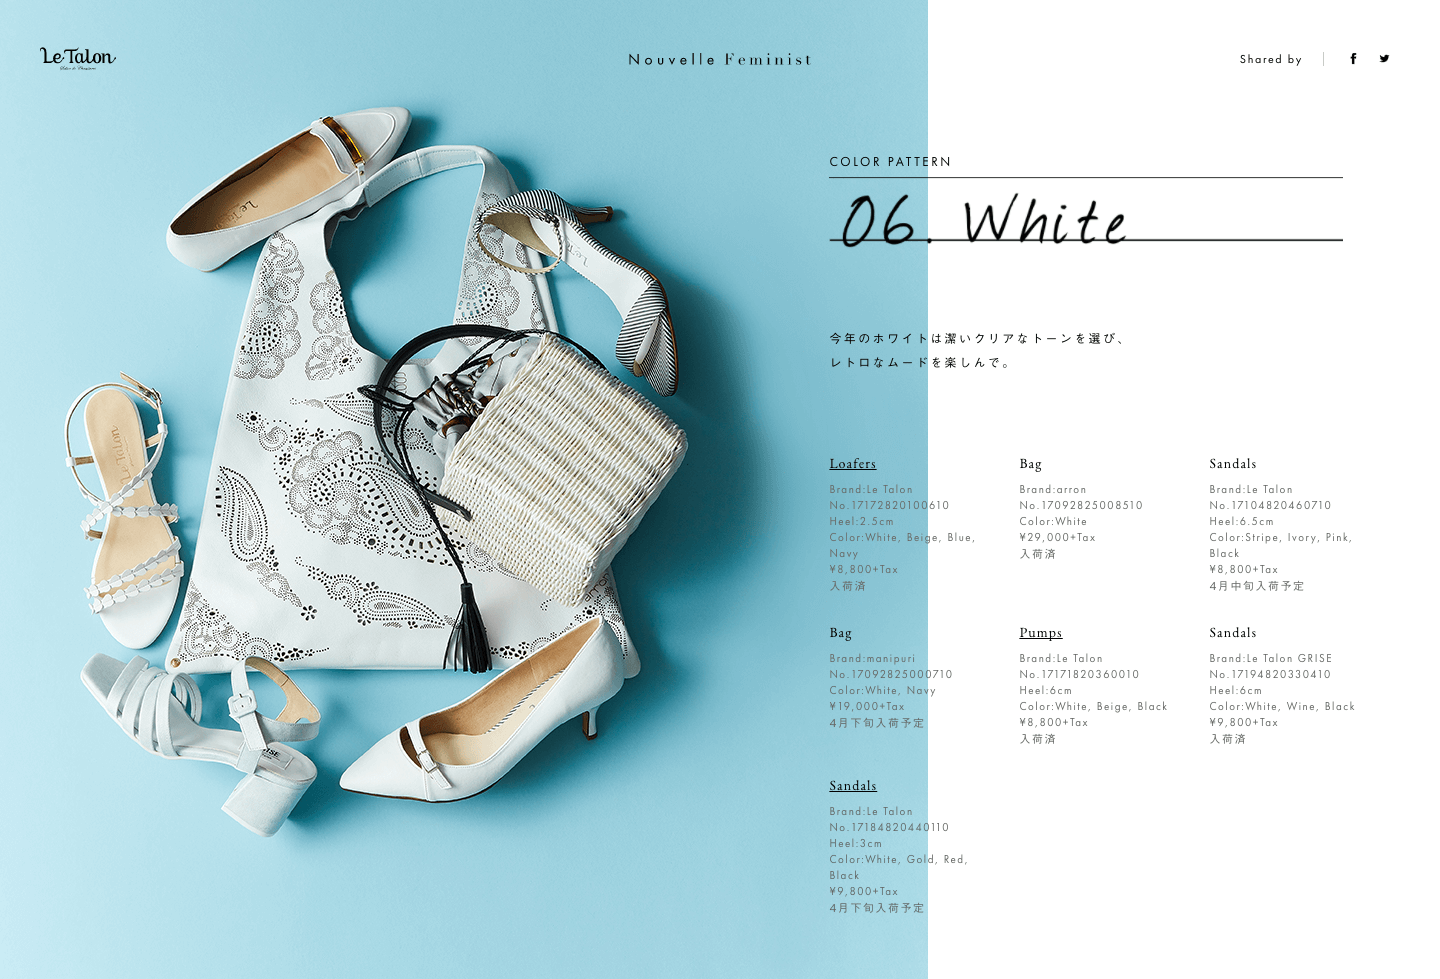 Le Talon
Nouvelle Feminist
Shared by
COLOR PATTERN
06. White
今年のホワイトは潔いクリアなトーンを選び、
レトロなムードを楽しんで。
Loafers
Brand:Le Talon
No.17172820100610
Heel:2.5cm
Color:White, Beige, Blue,
Navy
¥8,800+Tax
入荷済
Bag
Brand:arron
No.17092825008510
Color:White
¥29,000+Tax
入荷済
Sandals
Brand:Le Talon
No.17104820460710
Heel:6.5cm
Color:Stripe, Ivory, Pink,
Black
¥8,800+Tax
4月中旬入荷予定
Bag
Brand:manipuri
No.17092825000710
Color:White, Navy
¥19,000+Tax
4月下旬入荷予定
Pumps
Brand:Le Talon
No.17171820360010
Heel:6cm
Color:White, Beige, Black
¥8,800+Tax
入荷済
Sandals
Brand:Le Talon GRISE
No.17194820330410
Heel:6cm
Color:White, Wine, Black
¥9,800+Tax
入荷済
Sandals
Brand:Le Talon
No.17184820440110
Heel:3cm
Color:White, Gold, Red,
Black
¥9,800+Tax
4月下旬入荷予定
Le Talon